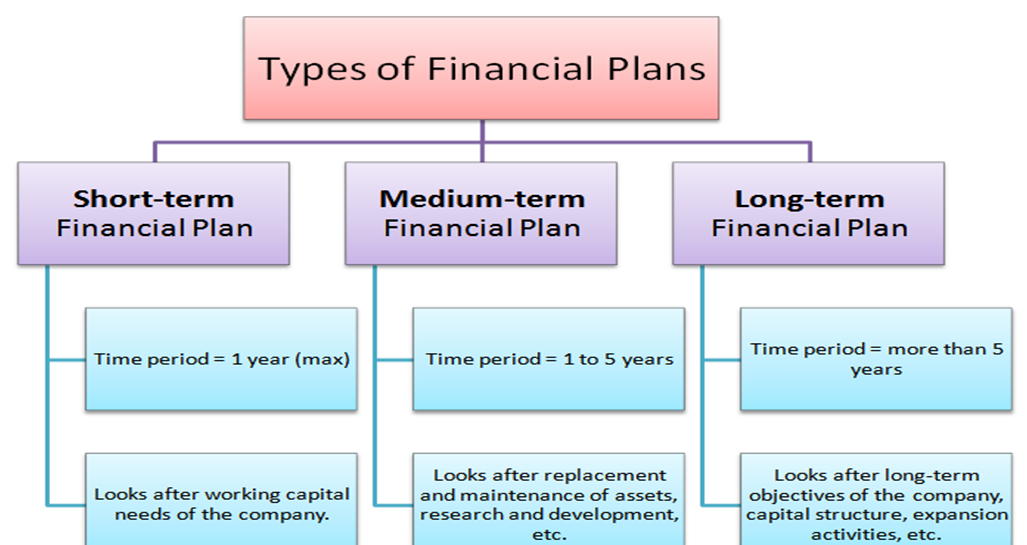 Types of Financial Plans
Short-term
Financial Plan
Medium-term
Financial Plan
Long-term
Financial Plan
Time period = 1 year (max)
Time period = 1 to 5 years
Time period = more than 5
years
Looks after working capital
needs of the company.
Looks after replacement
and maintenance of assets,
research and development,
etc.
Looks after long-term
objectives of the company,
capital structure, expansion
activities, etc.